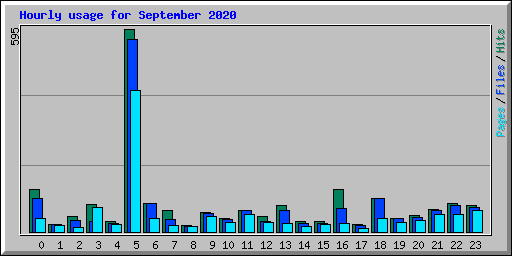 Hourly usage for September 2020
595
Pages / Files / Hits
0 1 2 3 4 5 6 7 8 9 10 11 12 13 14 15 16 17 18 19 20 21 22 23